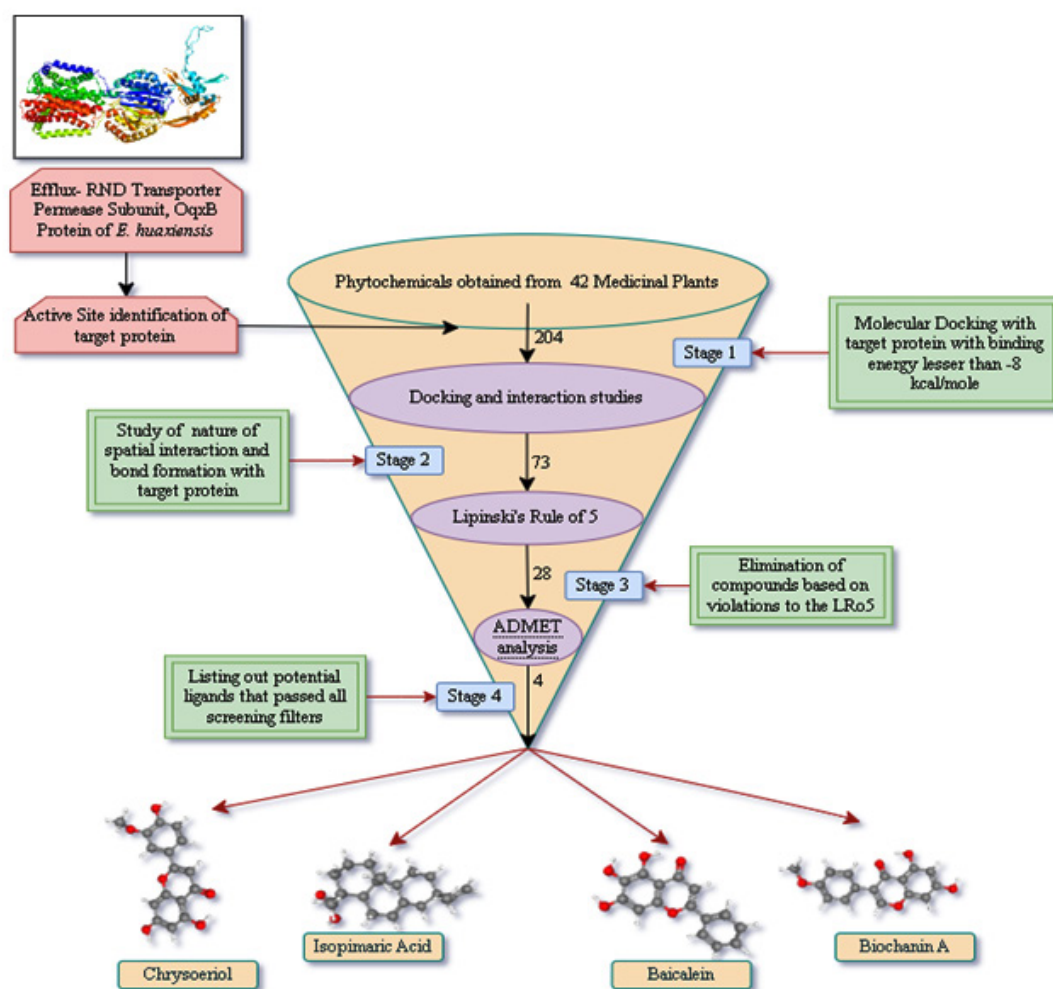 Efflux- RND Transporter
Permease Subunit, OqxB
Protein of E. huaxiensis
Active Site identification of
target protein
Phytochemicals obtained from 42 Medicinal Plants
204
Stage 1
Molecular Docking with
target protein with binding
energy lesser than -8
kcal/mole
Docking and interaction studies
Study of nature of
spatial interaction and
bond formation with
target protein
Stage 2
73
Lipinski's Rule of 5
28
Stage 3
Elimination of
compounds based on
violations to the LRo5
ADMET
analysis
Listing out potential
ligands that passed all
screening filters
Stage 4
4
Chrysoeriol
Isopimaric Acid
Baicalein
Biochanin A